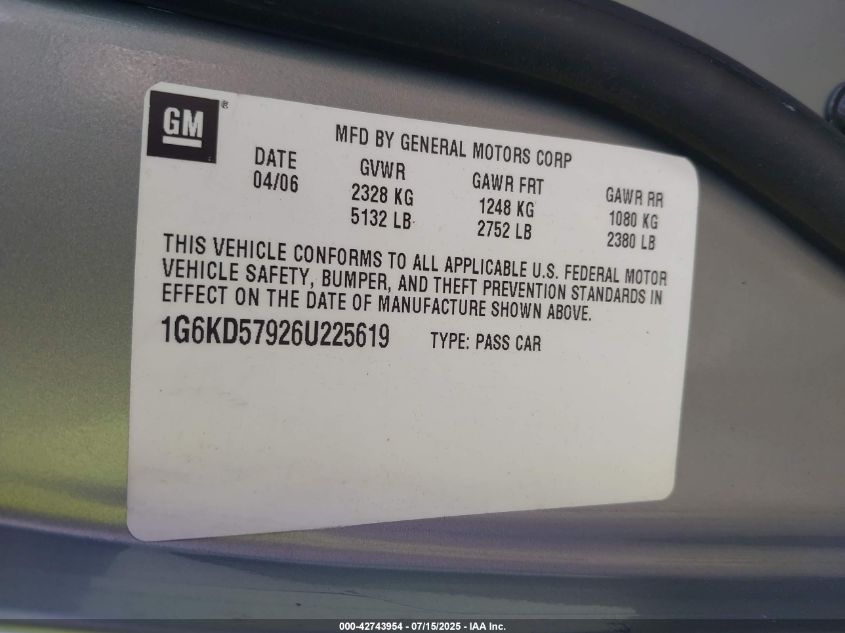 GM ®
MFD BY GENERAL MOTORS CORP
DATE GVWR GAWR FRT GAWR RR
04/06 2328 KG 1248 KG 1080 KG
5132 LB 2752 LB 2380 LB
THIS VEHICLE CONFORMS TO ALL APPLICABLE U.S. FEDERAL MOTOR
VEHICLE SAFETY, BUMPER, AND THEFT PREVENTION STANDARDS IN
EFFECT ON THE DATE OF MANUFACTURE SHOWN ABOVE.
1G6KD57926U225619 TYPE: PASS CAR
000-42743954 - 07/15/2025 - IAA Inc.